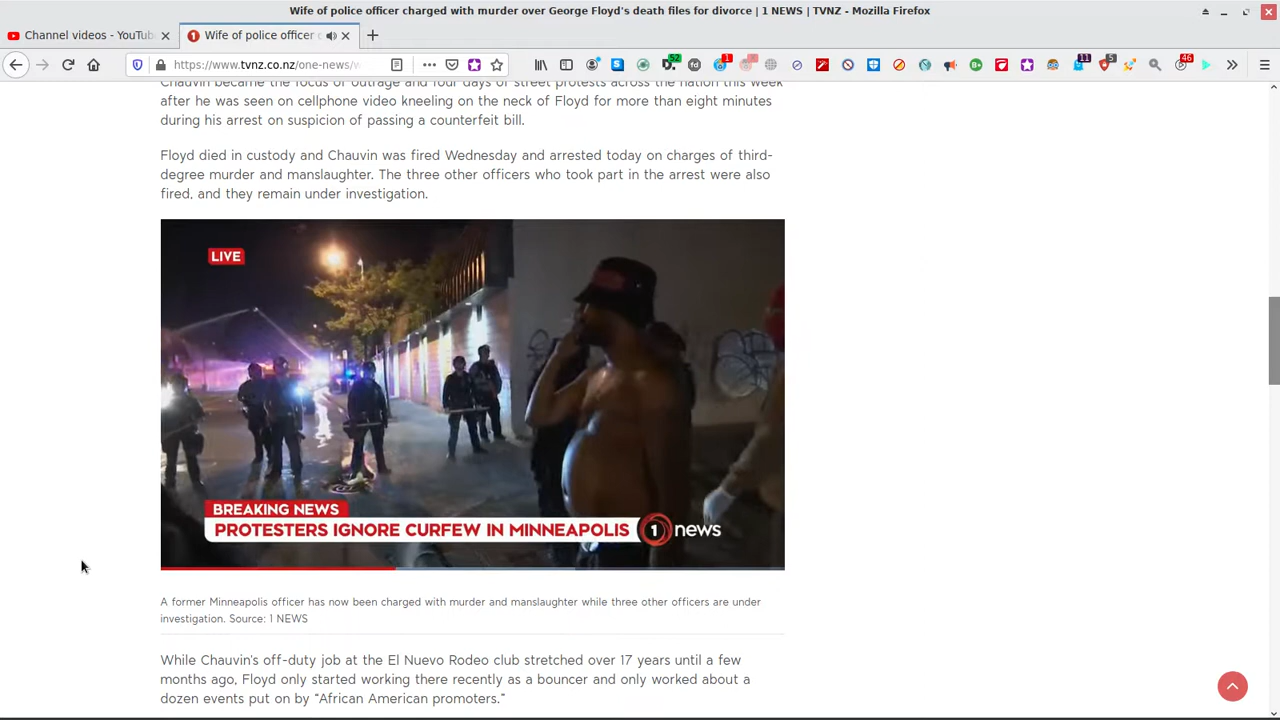 Wife of police officer charged with murder over George Floyd's death files for divorce | 1 NEWS | TVNZ - Mozilla Firefox
Channel videos - YouTub
Wife of police officer
https://www.tvnz.co.nz/one-news/w
52
1
11
5
46
Chauvin became the focus of outrage and four days of street protests across the nation this week
after he was seen on cellphone video kneeling on the neck of Floyd for more than eight minutes
during his arrest on suspicion of passing a counterfeit bill.
Floyd died in custody and Chauvin was fired Wednesday and arrested today on charges of third-
degree murder and manslaughter. The three other officers who took part in the arrest were also
fired, and they remain under investigation.
LIVE
BREAKING NEWS
PROTESTERS IGNORE CURFEW IN MINNEAPOLIS 1 news
A former Minneapolis officer has now been charged with murder and manslaughter while three other officers are under
investigation. Source: 1 NEWS
While Chauvin's off-duty job at the El Nuevo Rodeo club stretched over 17 years until a few
months ago, Floyd only started working there recently as a bouncer and only worked about a
dozen events put on by “African American promoters.”